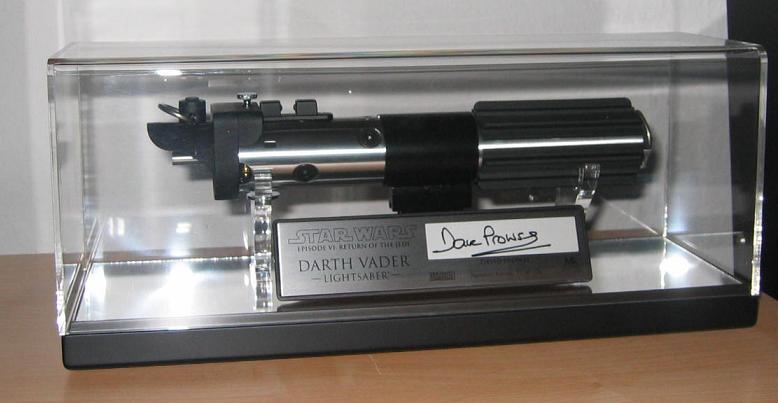 STAR WARS
EPISODE VI: RETURN OF THE JEDI
DARTH VADER
LIGHTSABER
Dave Prowse